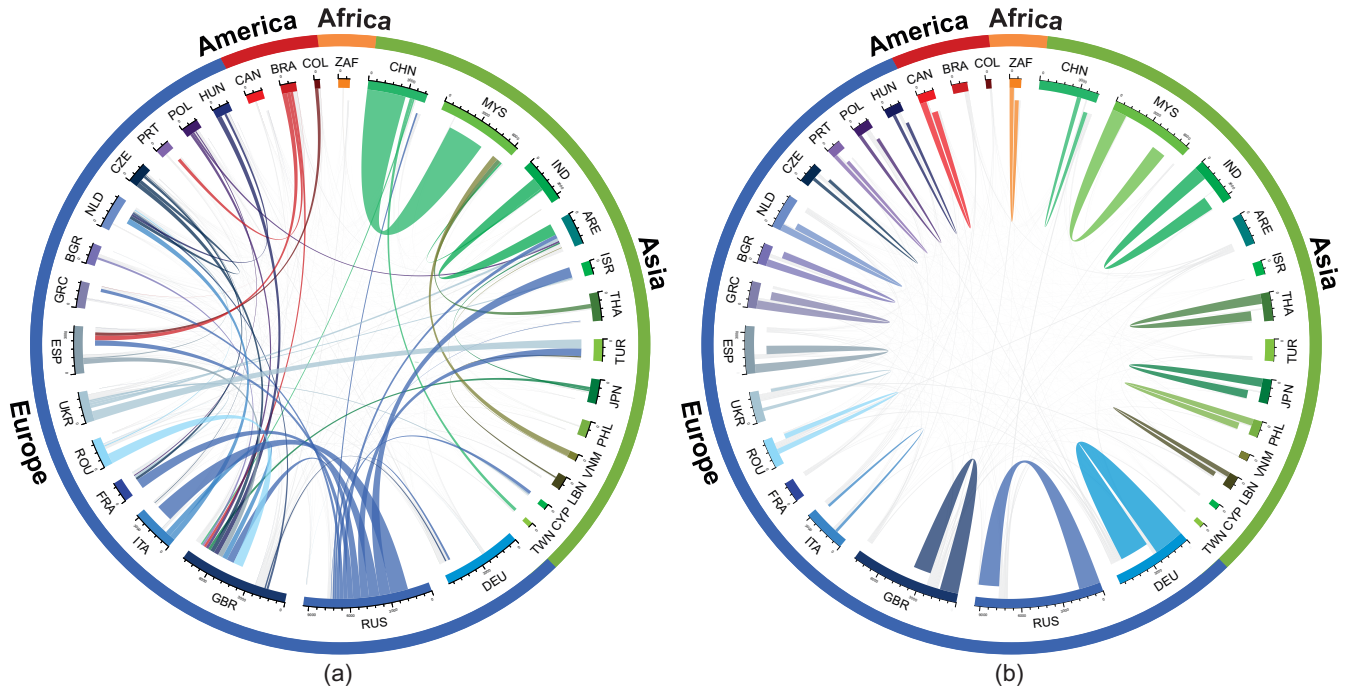 America
Africa
Asia
Europe
CHN
MYS
IND
ARE
ISR
THA
TUR
JPN
PHL
VNM
LBN
CYP
TWN
DEU
RUS
GBR
ITA
FRA
ROU
UKR
ESP
GRC
BGR
NLD
CZE
PRT
POL
HUN
CAN
BRA
COL
ZAF
(a)
America
Africa
Asia
Europe
CHN
MYS
IND
ARE
ISR
THA
TUR
JPN
PHL
VNM
LBN
CYP
TWN
DEU
RUS
GBR
ITA
FRA
ROU
UKR
ESP
GRC
BGR
NLD
CZE
PRT
POL
HUN
CAN
BRA
COL
ZAF
(b)